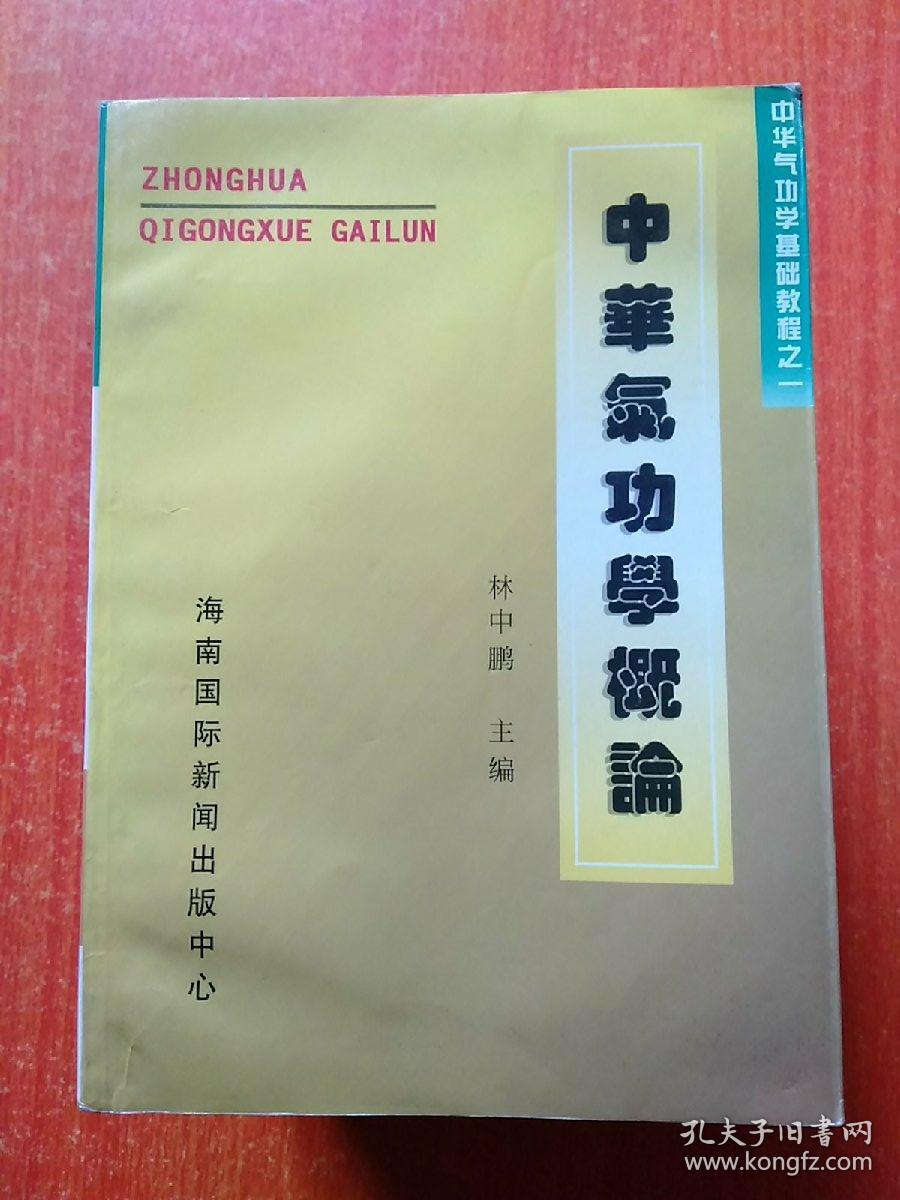 中华气功学基础教程之一
ZHONGHUA
QIGONGXUE GAILUN
中華氣功學概論
林中鹏 主编
海南国际新闻出版中心
孔夫子旧书网
www.kongfz.com